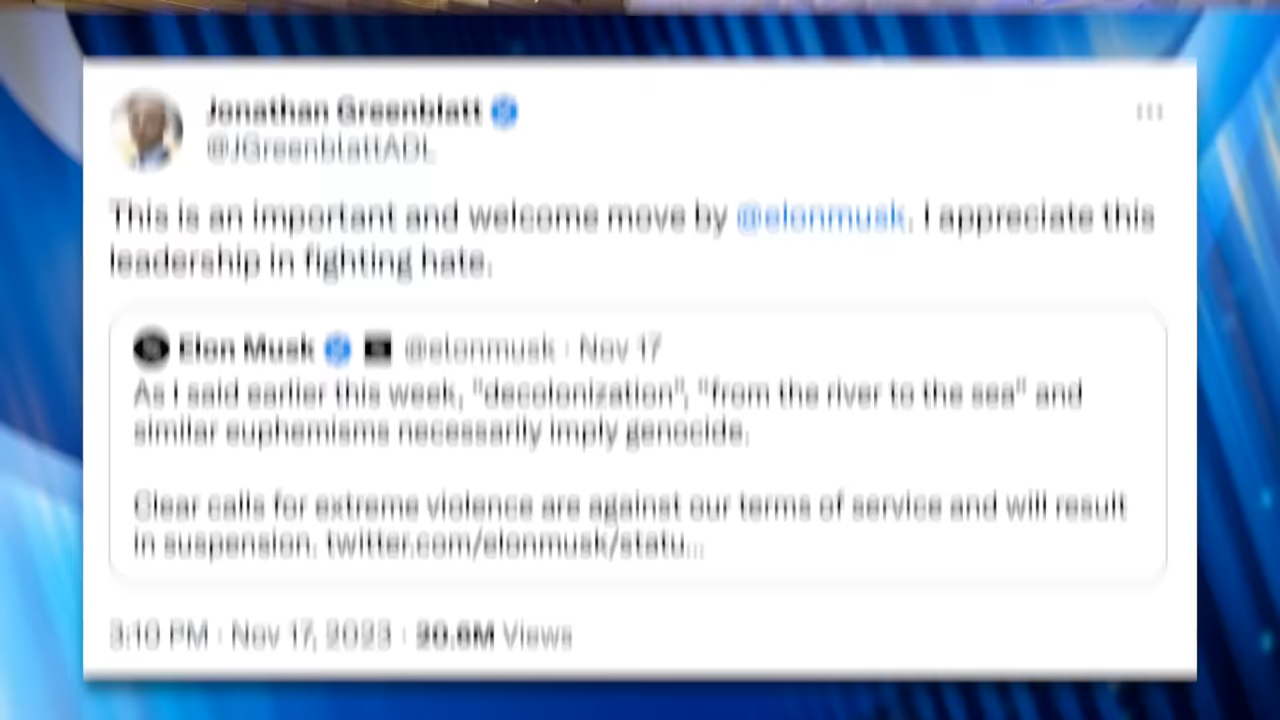 Jonathan Greenblatt
@JGreenblattADL
This is an important and welcome move by @elonmusk. I appreciate this
leadership in fighting hate.
Elon Musk @elonmusk · Nov 17
As I said earlier this week, "decolonization", "from the river to the sea" and
similar euphemisms necessarily imply genocide.
Clear calls for extreme violence are against our terms of service and will result
in suspension. twitter.com/elonmusk/statu...
3:10 PM · Nov 17, 2023 · Views